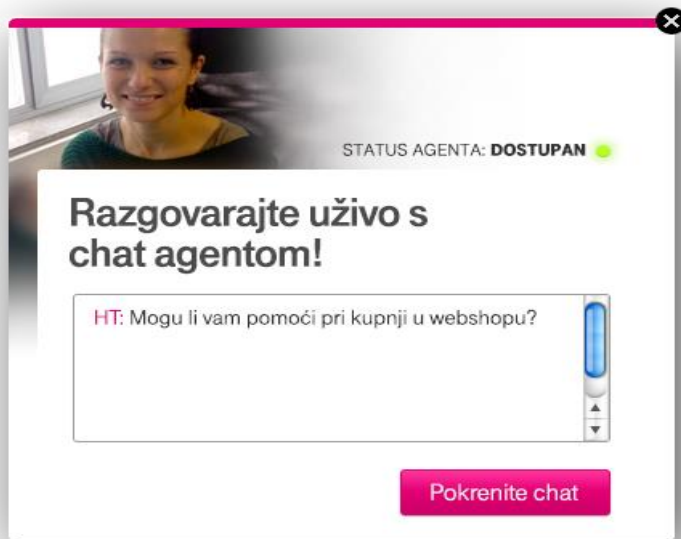 STATUS AGENTA: DOSTUPAN
Razgovarajte uživo s
chat agentom!
HT: Mogu li vam pomoći pri kupnji u webshopu?
Pokrenite chat